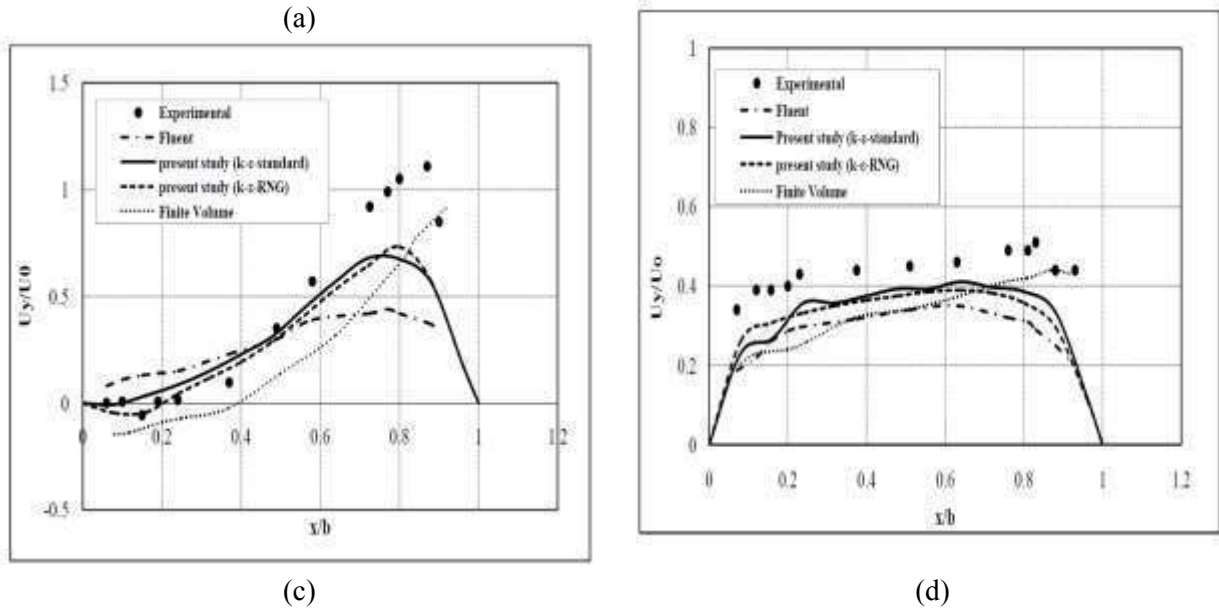 (a)
1.5
1
0.5
0
-0.5
Uy/U0
Experimental
Fluent
present study (k-ε-standard)
present study (k-ε-RNG)
Finite Volume
0 0.2 0.4 0.6 0.8 1 1.2
x/b
(c)
1
0.8
0.6
0.4
0.2
0
Uy/Uo
Experimental
Fluent
Present study (k-ε-standard)
present study (k-ε-RNG)
Finite Volume
0 0.2 0.4 0.6 0.8 1 1.2
x/b
(d)